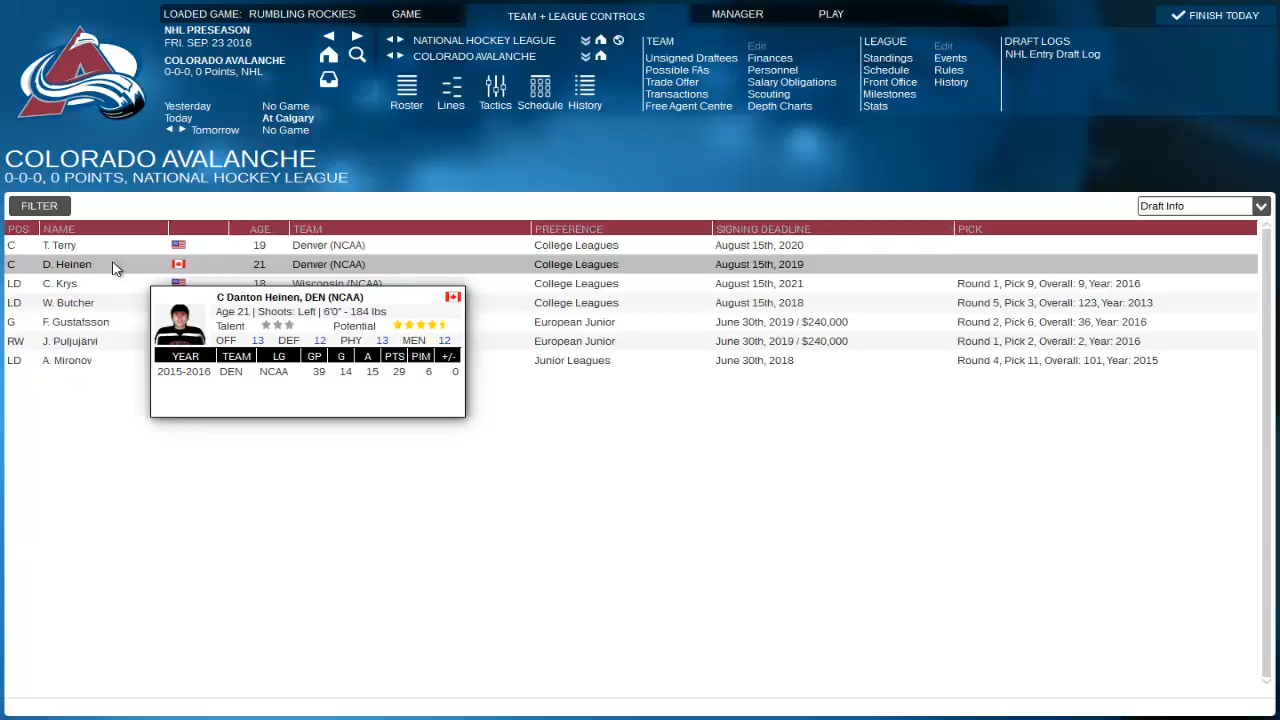 LOADED GAME: RUMBLING ROCKIES GAME TEAM + LEAGUE CONTROLS MANAGER PLAY FINISH TODAY
NHL PRESEASON
FRI. SEP. 23 2016
COLORADO AVALANCHE
0-0-0, 0 Points, NHL
Yesterday No Game
Today At Calgary
Tomorrow No Game
NATIONAL HOCKEY LEAGUE
COLORADO AVALANCHE
Roster Lines Tactics Schedule History
TEAM
Unsigned Draftees
Possible FAs
Trade Offer
Transactions
Free Agent Centre
Edit
Finances
Personnel
Salary Obligations
Scouting
Depth Charts
LEAGUE
Standings
Schedule
Front Office
Milestones
Stats
Edit
Events
Rules
History
DRAFT LOGS
NHL Entry Draft Log
COLORADO AVALANCHE
0-0-0, 0 POINTS, NATIONAL HOCKEY LEAGUE
FILTER Draft Info
POS NAME AGE TEAM PREFERENCE SIGNING DEADLINE PICK
C T. Terry 19 Denver (NCAA) College Leagues August 15th, 2020
C D. Heinen 21 Denver (NCAA) College Leagues August 15th, 2019
LD C. Krys 18 Wisconsin (NCAA) College Leagues August 15th, 2021 Round 1, Pick 9, Overall: 9, Year: 2016
LD W. Butcher College Leagues August 15th, 2018 Round 5, Pick 3, Overall: 123, Year: 2013
G F. Gustafsson European Junior June 30th, 2019 / $240,000 Round 2, Pick 6, Overall: 36, Year: 2016
RW J. Puljujärvi European Junior June 30th, 2019 / $240,000 Round 1, Pick 2, Overall: 2, Year: 2016
LD A. Mironov Junior Leagues June 30th, 2018 Round 4, Pick 11, Overall: 101, Year: 2015
C Danton Heinen, DEN (NCAA)
Age 21 | Shoots: Left | 6'0" - 184 lbs
Talent Potential
OFF 13 DEF 12 PHY 13 MEN 12
YEAR TEAM LG GP G A PTS PIM +/-
2015-2016 DEN NCAA 39 14 15 29 6 0